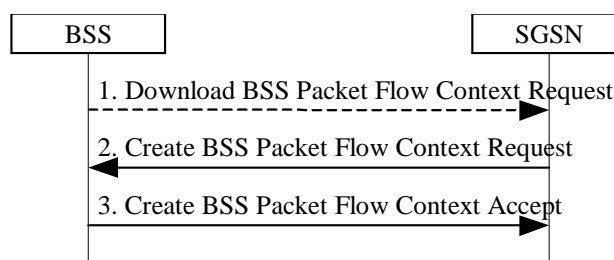 BSS
SGSN
1. Download BSS Packet Flow Context Request
2. Create BSS Packet Flow Context Request
3. Create BSS Packet Flow Context Accept